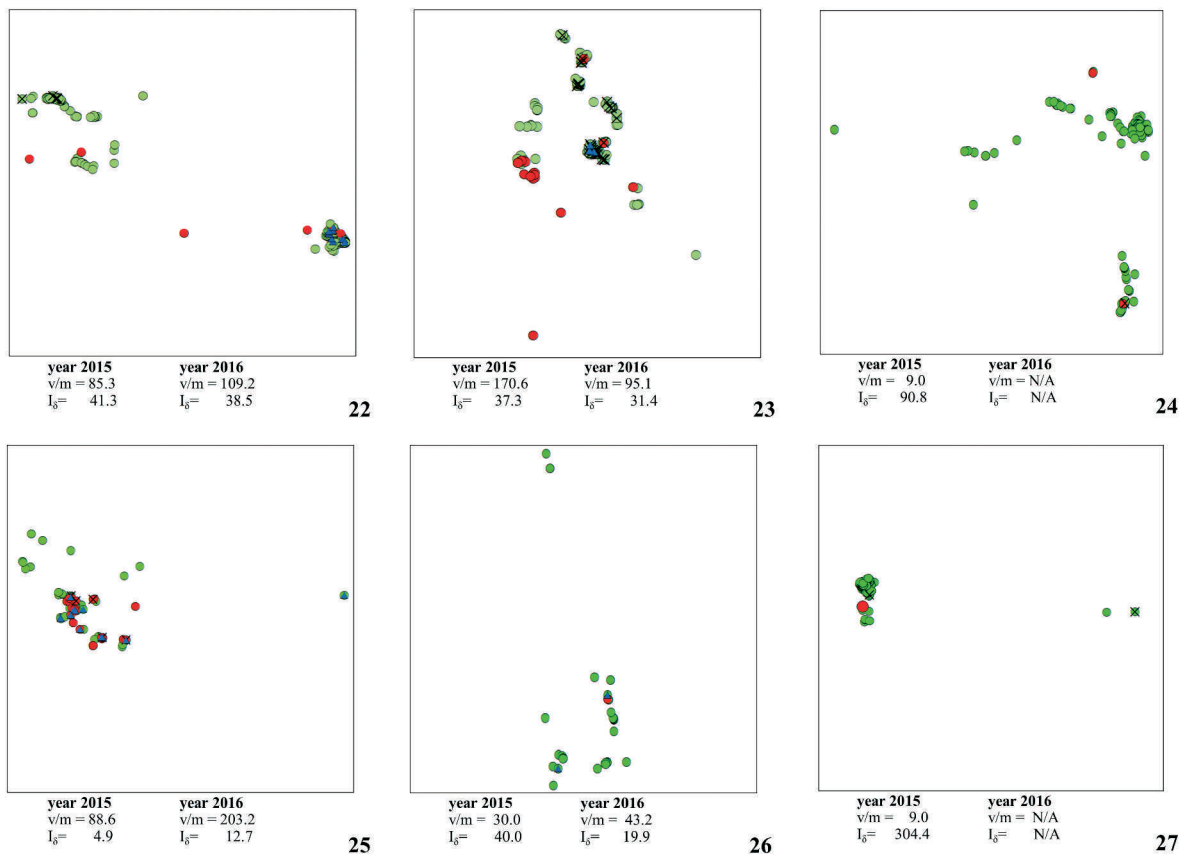 year 2015 year 2016
v/m = 85.3 v/m = 109.2
Iδ= 41.3 Iδ= 38.5
22
year 2015 year 2016
v/m = 170.6 v/m = 95.1
Iδ= 37.3 Iδ= 31.4
23
year 2015 year 2016
v/m = 9.0 v/m = N/A
Iδ= 90.8 Iδ= N/A
24
year 2015 year 2016
v/m = 88.6 v/m = 203.2
Iδ= 4.9 Iδ= 12.7
25
year 2015 year 2016
v/m = 30.0 v/m = 43.2
Iδ= 40.0 Iδ= 19.9
26
year 2015 year 2016
v/m = 9.0 v/m = N/A
Iδ= 304.4 Iδ= N/A
27